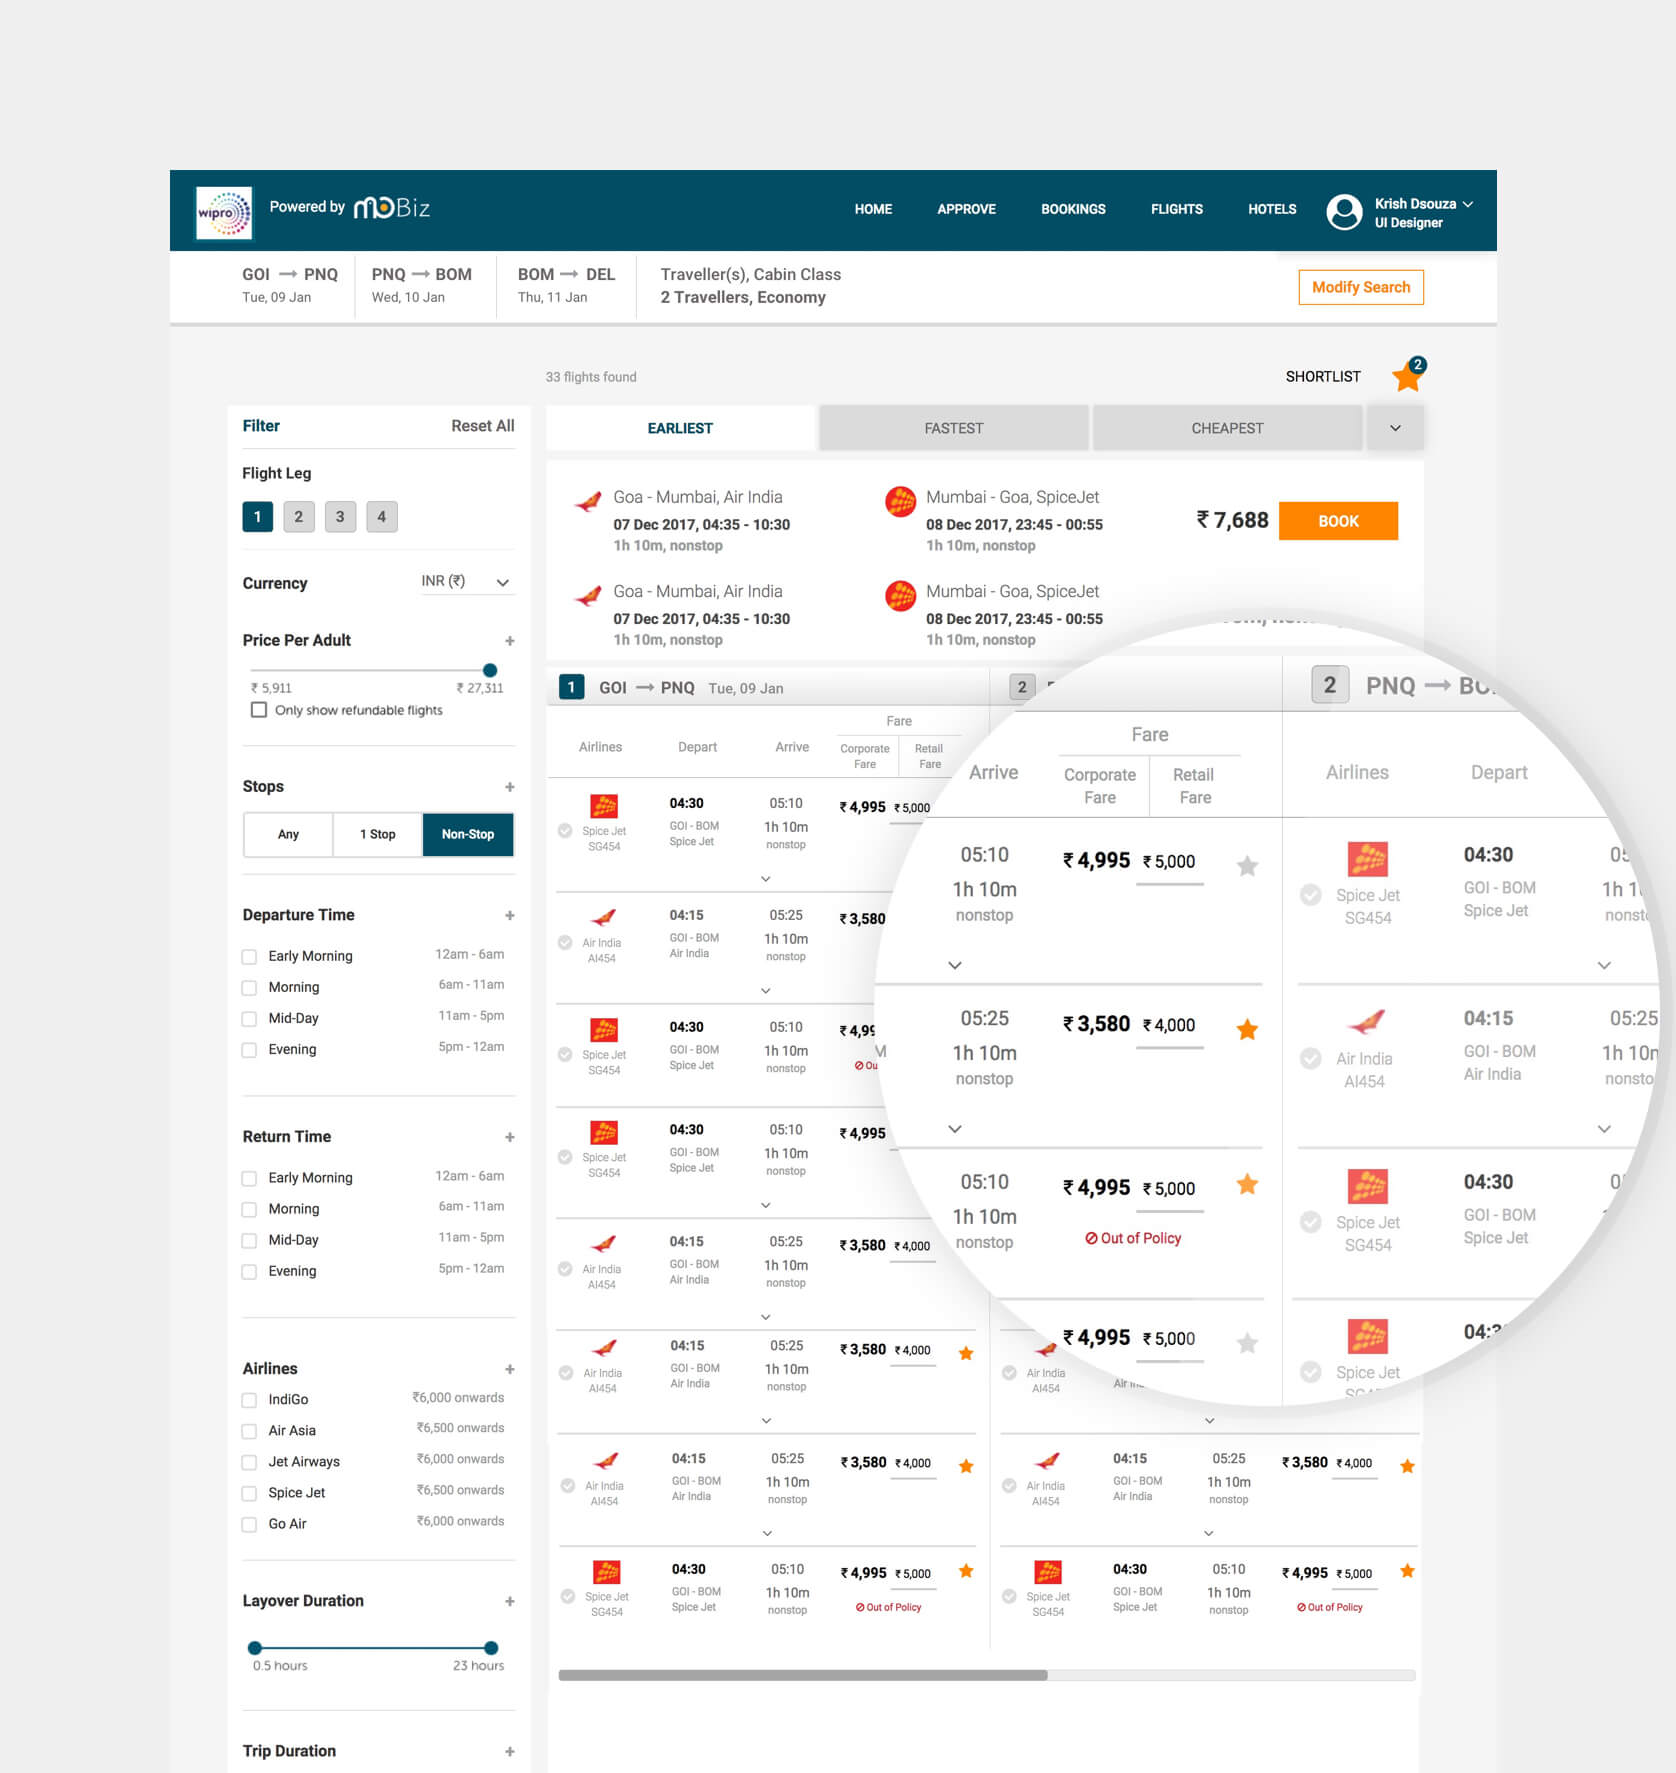 wipro
Powered by moBiz
HOME APPROVE BOOKINGS FLIGHTS HOTELS
Krish Dsouza
UI Designer
GOI → PNQ
Tue, 09 Jan
PNQ → BOM
Wed, 10 Jan
BOM → DEL
Thu, 11 Jan
Traveller(s), Cabin Class
2 Travellers, Economy
Modify Search
33 flights found
SHORTLIST 2
Filter Reset All
Flight Leg
1 2 3 4
Currency INR (₹)
Price Per Adult +
₹ 5,911 ₹ 27,311
Only show refundable flights
Stops +
Any 1 Stop Non-Stop
Departure Time +
Early Morning 12am - 6am
Morning 6am - 11am
Mid-Day 11am - 5pm
Evening 5pm - 12am
Return Time +
Early Morning 12am - 6am
Morning 6am - 11am
Mid-Day 11am - 5pm
Evening 5pm - 12am
Airlines +
IndiGo ₹6,000 onwards
Air Asia ₹6,500 onwards
Jet Airways ₹6,000 onwards
Spice Jet ₹6,500 onwards
Go Air ₹6,000 onwards
Layover Duration +
0.5 hours 23 hours
Trip Duration +
EARLIEST FASTEST CHEAPEST
Goa - Mumbai, Air India
07 Dec 2017, 04:35 - 10:30
1h 10m, nonstop
Mumbai - Goa, SpiceJet
08 Dec 2017, 23:45 - 00:55
1h 10m, nonstop
₹ 7,688 BOOK
Goa - Mumbai, Air India
07 Dec 2017, 04:35 - 10:30
1h 10m, nonstop
Mumbai - Goa, SpiceJet
08 Dec 2017, 23:45 - 00:55
1h 10m, nonstop
1 GOI → PNQ Tue, 09 Jan
2
Fare
Airlines Depart Arrive Corporate Retail
Fare Fare
04:30 05:10 ₹ 4,995 ₹ 5,000
Spice Jet GOI - BOM 1h 10m
SG454 Spice Jet nonstop
04:15 05:25 ₹ 3,580
Air India GOI - BOM 1h 10m
AI454 Air India nonstop
04:30 05:10 ₹ 4,99
Spice Jet GOI - BOM 1h 10m
SG454 Spice Jet nonstop
Ou
04:30 05:10 ₹ 4,995
Spice Jet GOI - BOM 1h 10m
SG454 Spice Jet nonstop
04:15 05:25 ₹ 3,580 ₹ 4,000
Air India GOI - BOM 1h 10m
AI454 Air India nonstop
04:15 05:25 ₹ 3,580 ₹ 4,000
Air India GOI - BOM 1h 10m
AI454 Air India nonstop
04:15 05:25 ₹ 3,580 ₹ 4,000
Air India GOI - BOM 1h 10m
AI454 Air India nonstop
04:30 05:10 ₹ 4,995 ₹ 5,000
Spice Jet GOI - BOM 1h 10m
SG454 Spice Jet nonstop
Out of Policy
2 PNQ → BO
Fare
Arrive Corporate Retail
Fare Fare
Airlines Depart
05:10 ₹ 4,995 ₹ 5,000
1h 10m
nonstop
04:30 05
Spice Jet GOI - BOM 1h 1
SG454 Spice Jet nonst
05:25 ₹ 3,580 ₹ 4,000
1h 10m
nonstop
04:15 05:25
Air India GOI - BOM 1h 10m
AI454 Air India nonsto
M
05:10 ₹ 4,995 ₹ 5,000
1h 10m
nonstop
Out of Policy
04:30 0
Spice Jet GOI - BOM
SG454 Spice Jet
₹ 4,995 ₹ 5,000
04:3
Spice Jet
Air India
AI454
04:15 05:25 ₹ 3,580 ₹ 4,000
Air India GOI - BOM 1h 10m
AI454 Air India nonstop
04:30 05:10 ₹ 4,995 ₹ 5,000
Spice Jet GOI - BOM 1h 10m
SG454 Spice Jet nonstop
Out of Policy